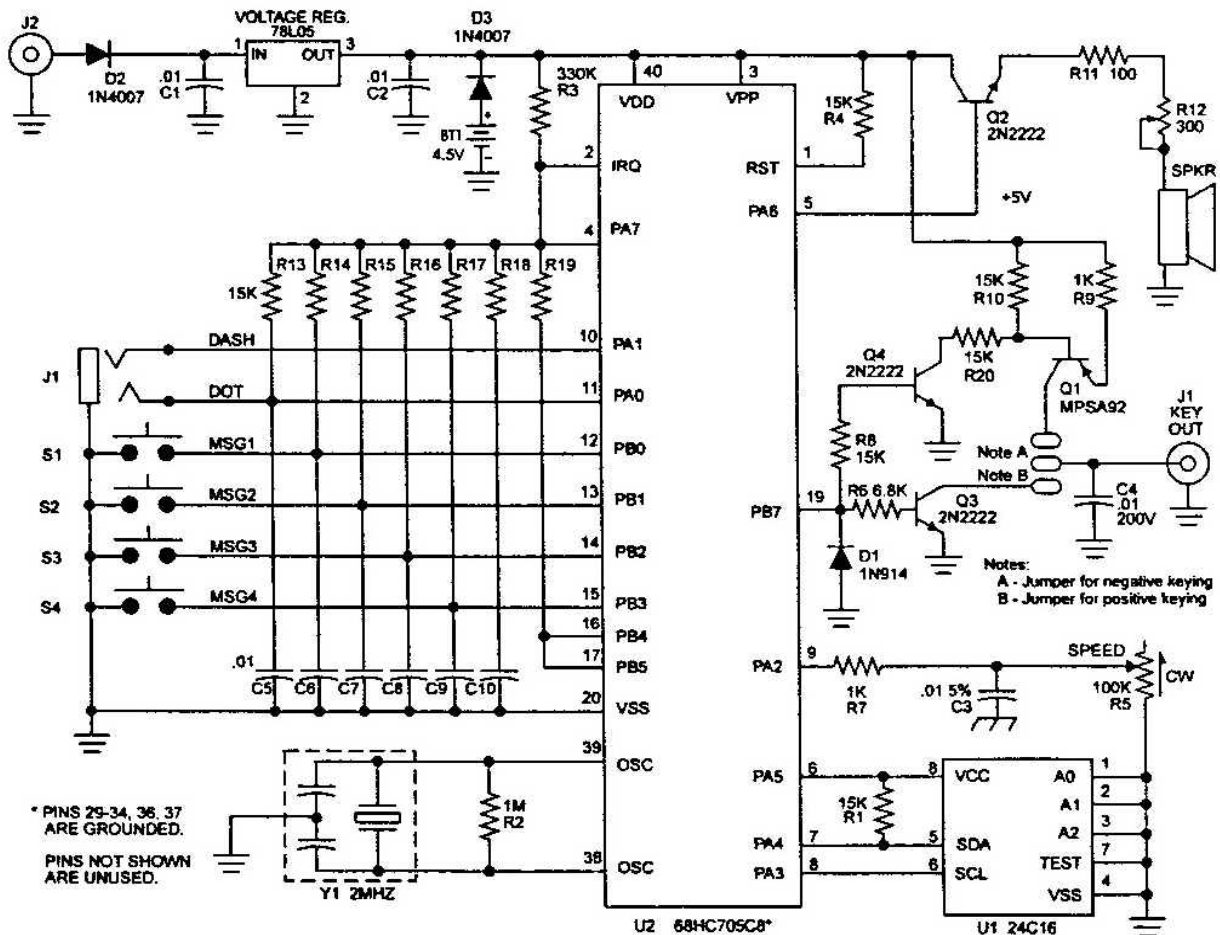 J2
VOLTAGE REG.
78L05
1 IN OUT 3
2
D2
1N4007
.01
C1
.01
C2
D3
1N4007
+
BT1
4.5V
-
330K
R3
40
VDD
3
VPP
15K
R4
Q2
2N2222
R11 100
R12
300
SPKR
2
IRQ
1
RST
5
PA6
+5V
4
PA7
R13 R14 R15 R16 R17 R18 R19
15K
15K
R10
1K
R9
J1
DASH
10
PA1
DOT
11
PA0
15K
R20
Q4
2N2222
Q1
MPSA92
J1
KEY
OUT
S1
MSG1
12
PB0
S2
MSG2
13
PB1
S3
MSG3
14
PB2
S4
MSG4
15
PB3
16
PB4
17
PB5
R8
15K
Note A
Note B
19
PB7
R6 6.8K
Q3
2N2222
C4
.01
200V
D1
1N914
Notes:
A - Jumper for negative keying
B - Jumper for positive keying
.01
C5 C6 C7 C8 C9 C10
20
VSS
9
PA2
1K
R7
.01 5%
C3
SPEED
100K
R5
CW
39
OSC
1M
R2
38
OSC
Y1 2MHZ
* PINS 29-34, 36, 37
ARE GROUNDED.
PINS NOT SHOWN
ARE UNUSED.
PA5
6
15K
R1
8
VCC
A0
1
A1
2
PA4
7
5
SDA
A2
3
PA3
8
6
SCL
TEST
7
VSS
4
U2 68HC705C8*
U1 24C16